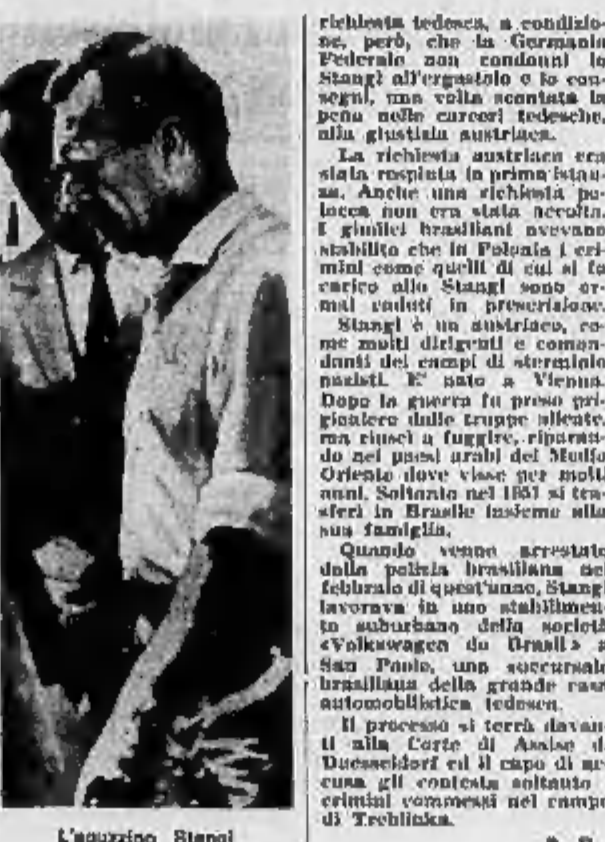 L'aguzzino Stangl
richiesta tedesca, a condizio-
ne, però, che la Germania
Federale non condanni lo
Stangl all'ergastolo e lo con-
segni, una volta scontata la
pena nelle carceri tedesche,
alla giustizia austriaca.
La richiesta austriaca era
stata respinta in prima istan-
za. Anche una richiesta po-
lacca non era stata accolta.
I giudici brasiliani avevano
stabilito che in Polonia i cri-
mini come quelli di cui si fa
carico allo Stangl sono or-
mai caduti in prescrizione.
Stangl è un austriaco, co-
me molti dirigenti e coman-
danti dei campi di sterminio
nazisti. E' nato a Vienna.
Dopo la guerra fu preso pri-
gioniero dalle truppe alleate,
ma riuscì a fuggire, riparan-
do nei paesi arabi del Medio
Oriente dove visse per molti
anni. Soltanto nel 1951 si tra-
sferì in Brasile insieme alla
sua famiglia.
Quando venne arrestato
dalla polizia brasiliana nel
febbraio di quest'anno, Stangl
lavorava in uno stabilimen-
to suburbano della società
«Volkswagen do Brasil» a
San Paolo, una succursale
brasiliana della grande casa
automobilistica tedesca.
Il processo si terrà davan-
ti alla Corte di Assise di
Duesseldorf ed il capo di ac-
cusa gli contesta soltanto i
crimini commessi nel campo
di Treblinka.